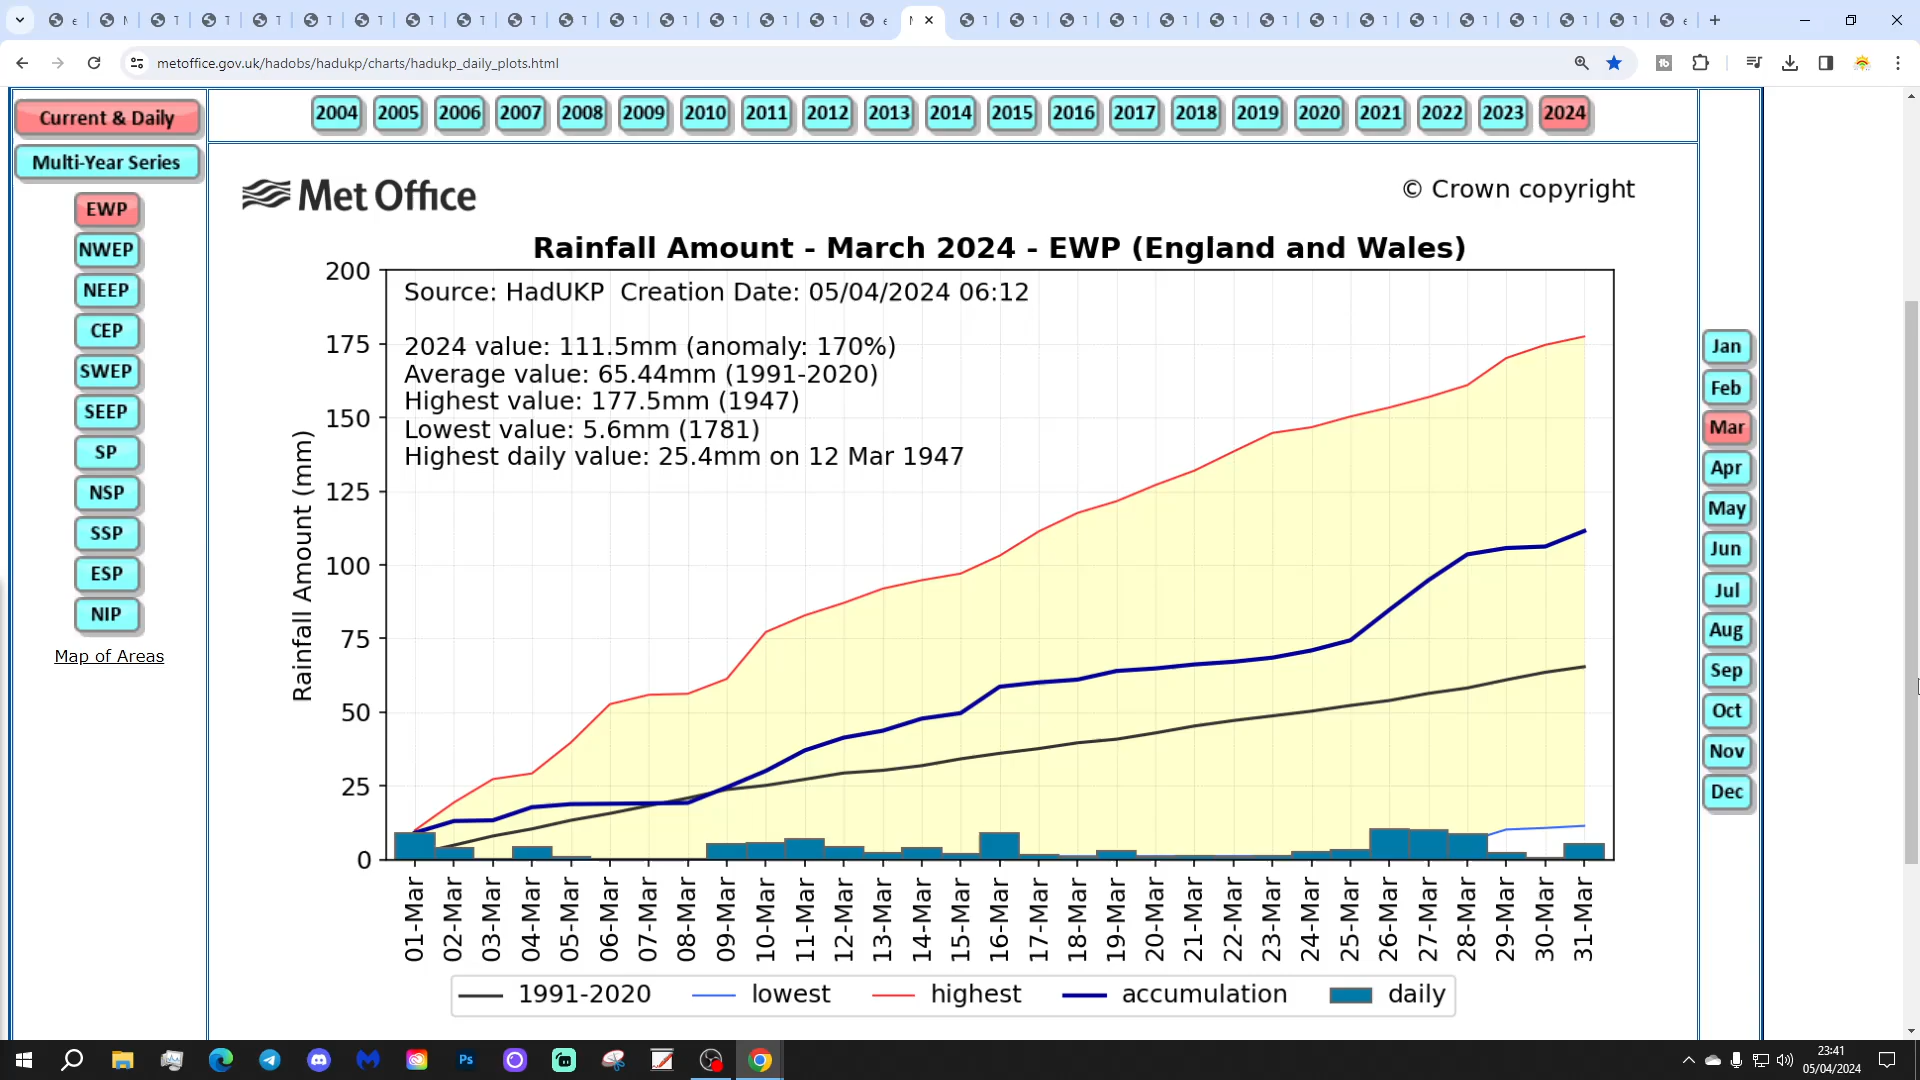 metoffice.gov.uk/hadobs/hadukp/charts/hadukp_daily_plots.html
Current & Daily
2004 2005 2006 2007 2008 2009 2010 2011 2012 2013 2014 2015 2016 2017 2018 2019 2020 2021 2022 2023 2024
Multi-Year Series
EWP
NWEP
NEEP
CEP
SWEP
SEEP
SP
NSP
SSP
ESP
NIP
Map of Areas
Met Office
© Crown copyright
Rainfall Amount - March 2024 - EWP (England and Wales)
Source: HadUKP Creation Date: 05/04/2024 06:12
2024 value: 111.5mm (anomaly: 170%)
Average value: 65.44mm (1991-2020)
Highest value: 177.5mm (1947)
Lowest value: 5.6mm (1781)
Highest daily value: 25.4mm on 12 Mar 1947
Rainfall Amount (mm)
200
175
150
125
100
75
50
25
0
01-Mar
02-Mar
03-Mar
04-Mar
05-Mar
06-Mar
07-Mar
08-Mar
09-Mar
10-Mar
11-Mar
12-Mar
13-Mar
14-Mar
15-Mar
16-Mar
17-Mar
18-Mar
19-Mar
20-Mar
21-Mar
22-Mar
23-Mar
24-Mar
25-Mar
26-Mar
27-Mar
28-Mar
29-Mar
30-Mar
31-Mar
1991-2020 lowest highest accumulation daily
Jan
Feb
Mar
Apr
May
Jun
Jul
Aug
Sep
Oct
Nov
Dec
Ps
23:41
05/04/2024